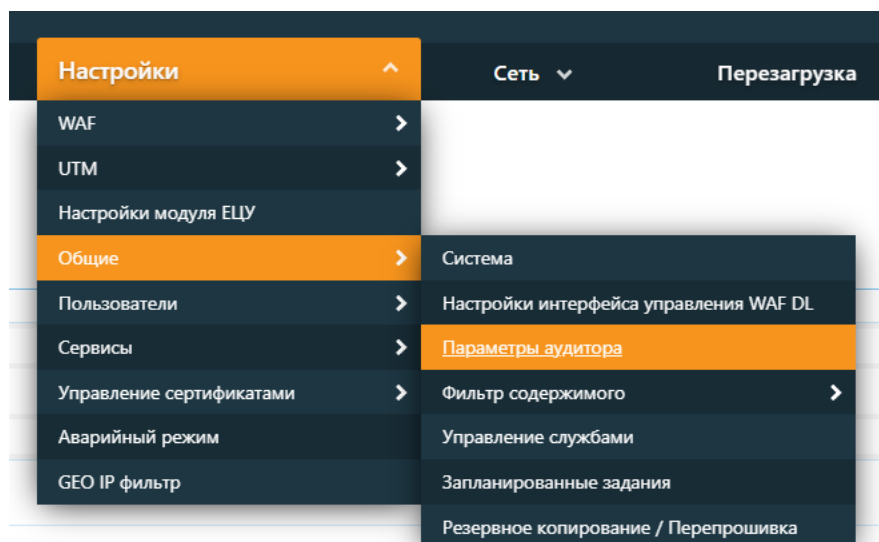 Настройки
Сеть
Перезагрузка
WAF
UTM
Настройки модуля ЕЦУ
Общие
Пользователи
Сервисы
Управление сертификатами
Аварийный режим
GEO IP фильтр
Система
Настройки интерфейса управления WAF DL
Параметры аудитора
Фильтр содержимого
Управление службами
Запланированные задания
Резервное копирование / Перепрошивка